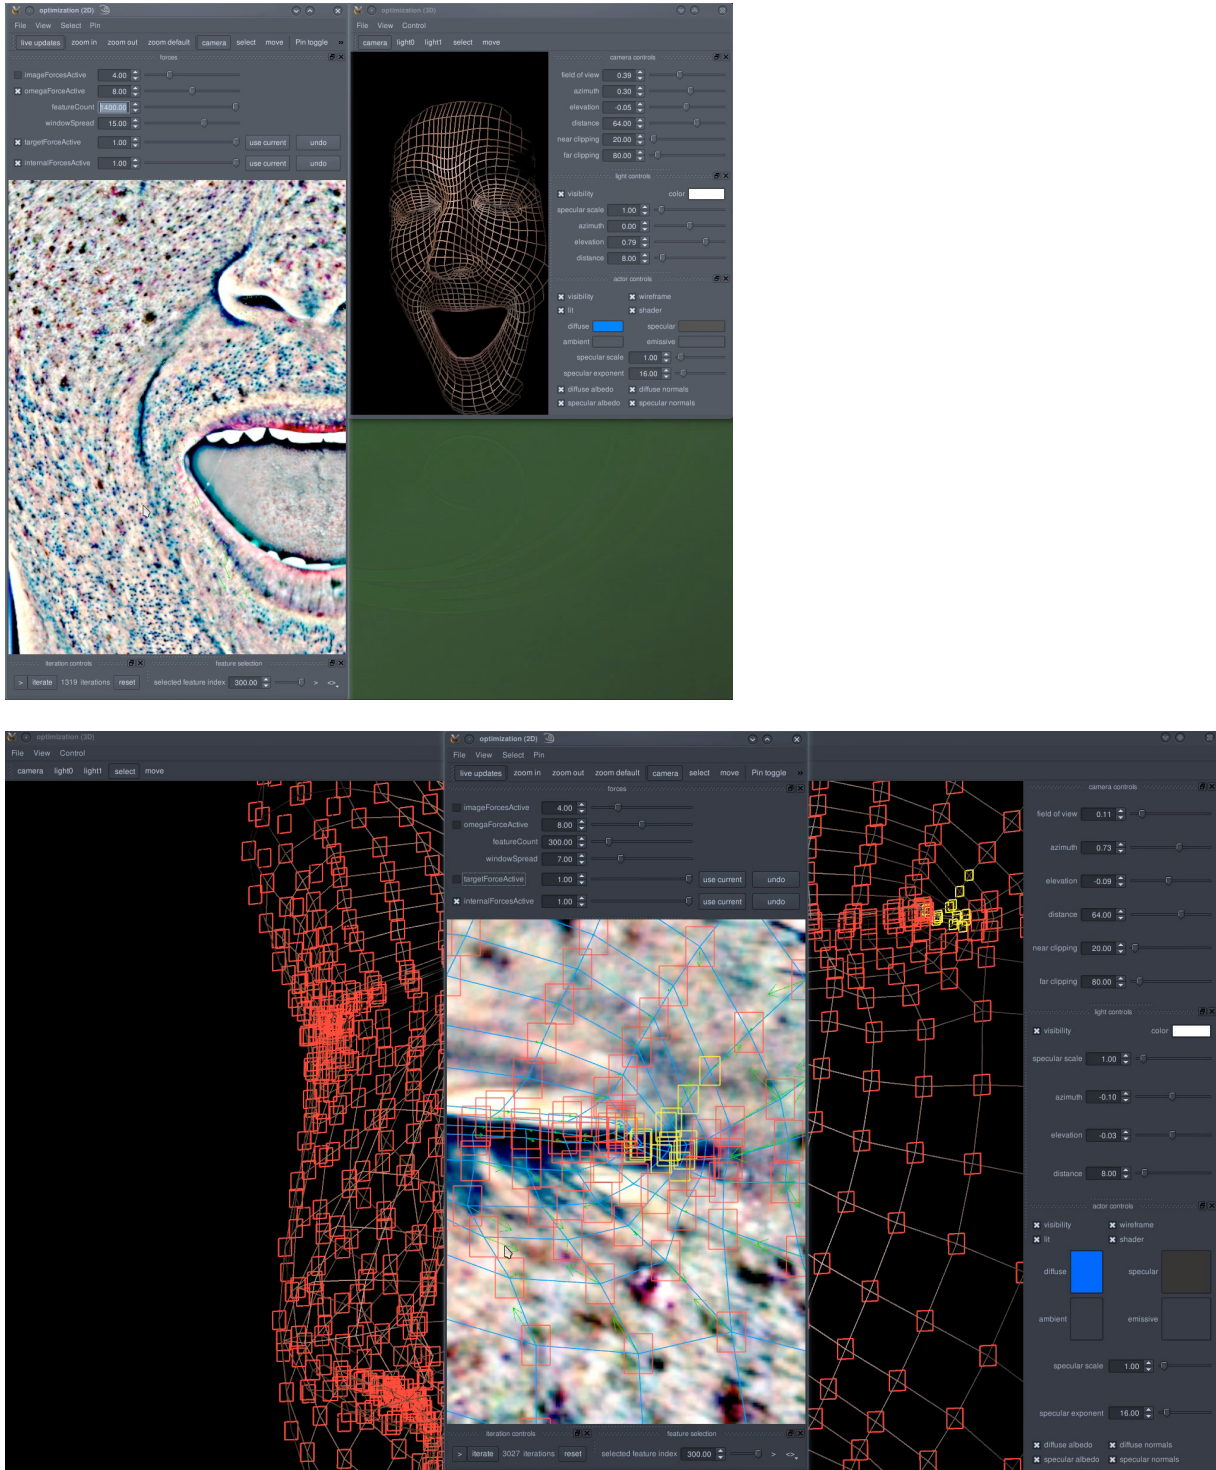 optimization (2D)
File View Select Pin
live updates zoom in zoom out zoom default camera select move Pin toggle »
forces
imageForcesActive 4.00
omegaForceActive 8.00
featureCount 1400.00
windowSpread 15.00
targetForceActive 1.00 use current undo
internalForcesActive 1.00 use current undo
iteration controls feature selection
> iterate 1319 iterations reset selected feature index 300.00 > <>
optimization (3D)
File View Control
camera light0 light1 select move
camera controls
field of view 0.39
azimuth 0.30
elevation -0.05
distance 64.00
near clipping 20.00
far clipping 80.00
light controls
visibility color
specular scale 1.00
azimuth 0.00
elevation 0.79
distance 8.00
actor controls
visibility wireframe
lit shader
diffuse specular
ambient emissive
specular scale 1.00
specular exponent 16.00
diffuse albedo diffuse normals
specular albedo specular normals
optimization (3D)
File View Control
camera light0 light1 select move
optimization (2D)
File View Select Pin
live updates zoom in zoom out zoom default camera select move Pin toggle »
forces
imageForcesActive 4.00
omegaForceActive 8.00
featureCount 300.00
windowSpread 7.00
targetForceActive 1.00 use current undo
internalForcesActive 1.00 use current undo
iteration controls feature selection
> iterate 3027 iterations reset selected feature index 300.00 > <>
camera controls
field of view 0.11
azimuth 0.73
elevation -0.09
distance 64.00
near clipping 20.00
far clipping 80.00
light controls
visibility color
specular scale 1.00
azimuth -0.10
elevation -0.03
distance 8.00
actor controls
visibility wireframe
lit shader
diffuse specular
ambient emissive
specular scale 1.00
specular exponent 16.00
diffuse albedo diffuse normals
specular albedo specular normals